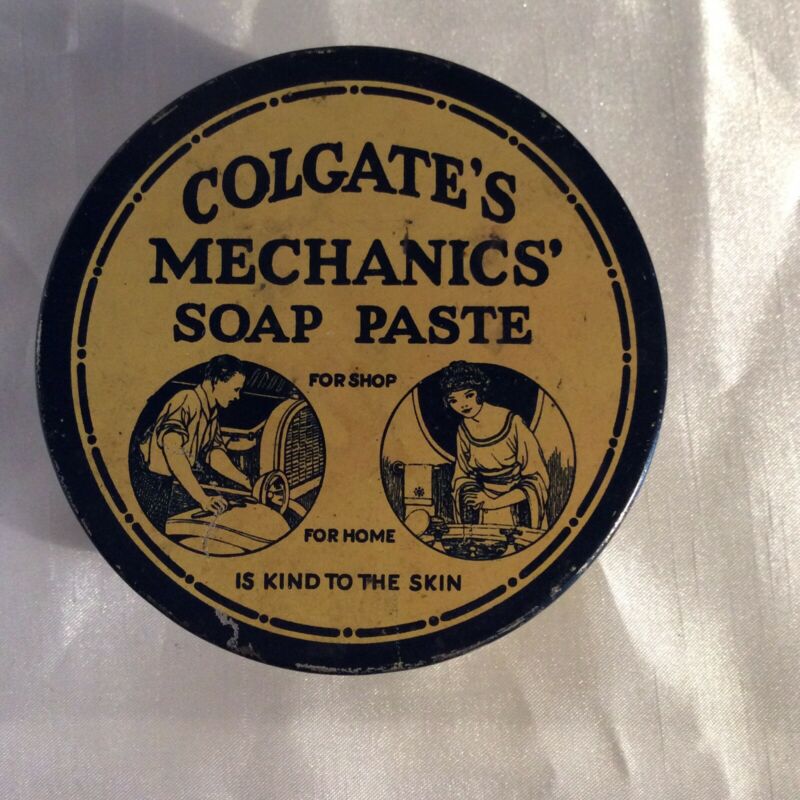 COLGATE'S
MECHANICS'
SOAP PASTE
FOR SHOP
FOR HOME
IS KIND TO THE SKIN